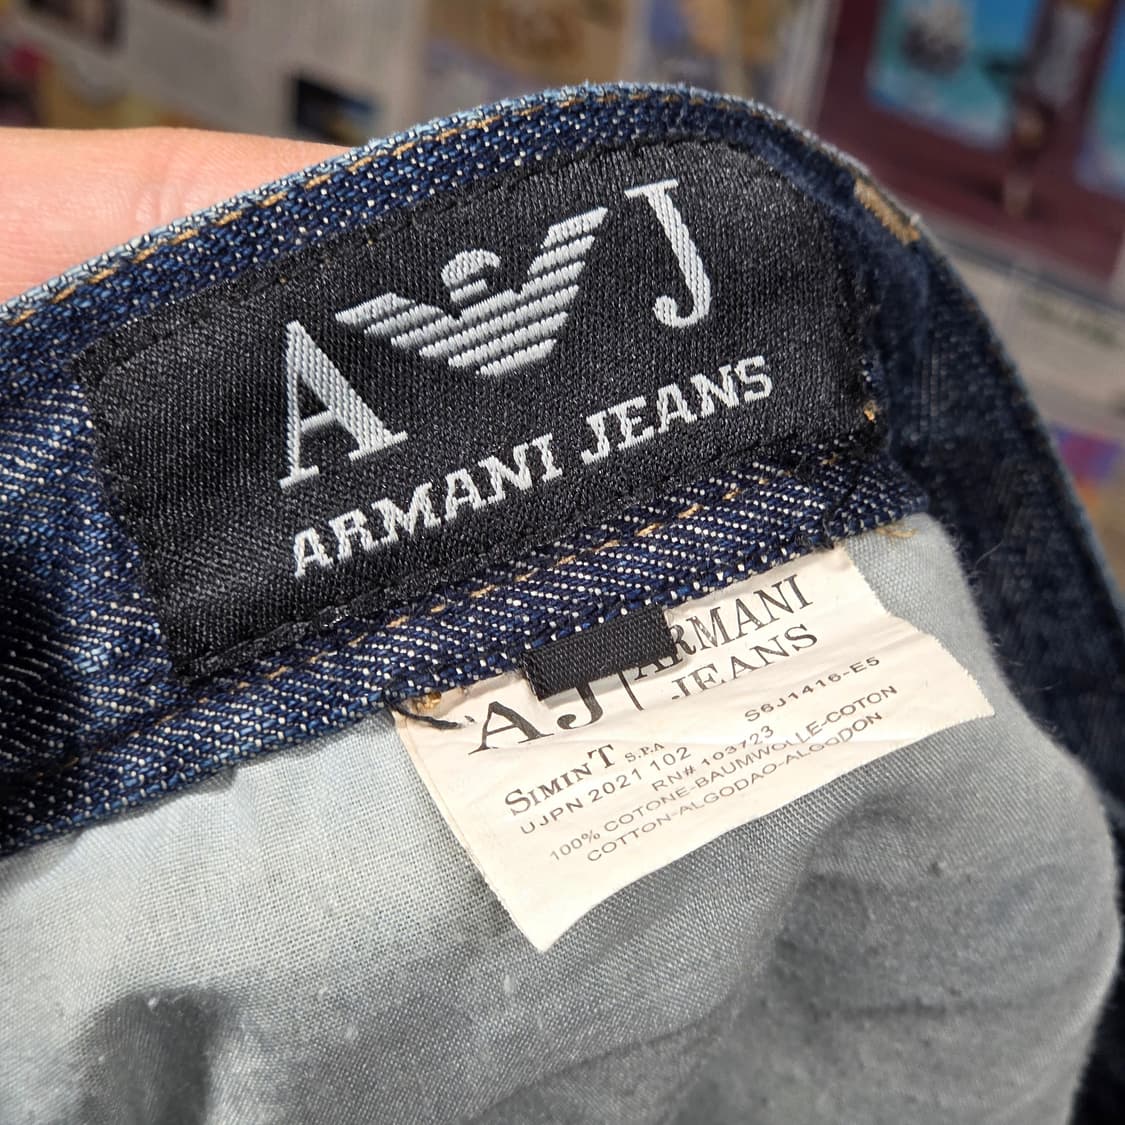 A J
ARMANI JEANS
AJ | ARMANI
JEANS
SIMINT S.P.A S6J1416-E5
UJPN 2021 102 RN# 103723
100% COTONE-BAUMWOLLE-COTON
COTTON-ALGODAO-ALGODON